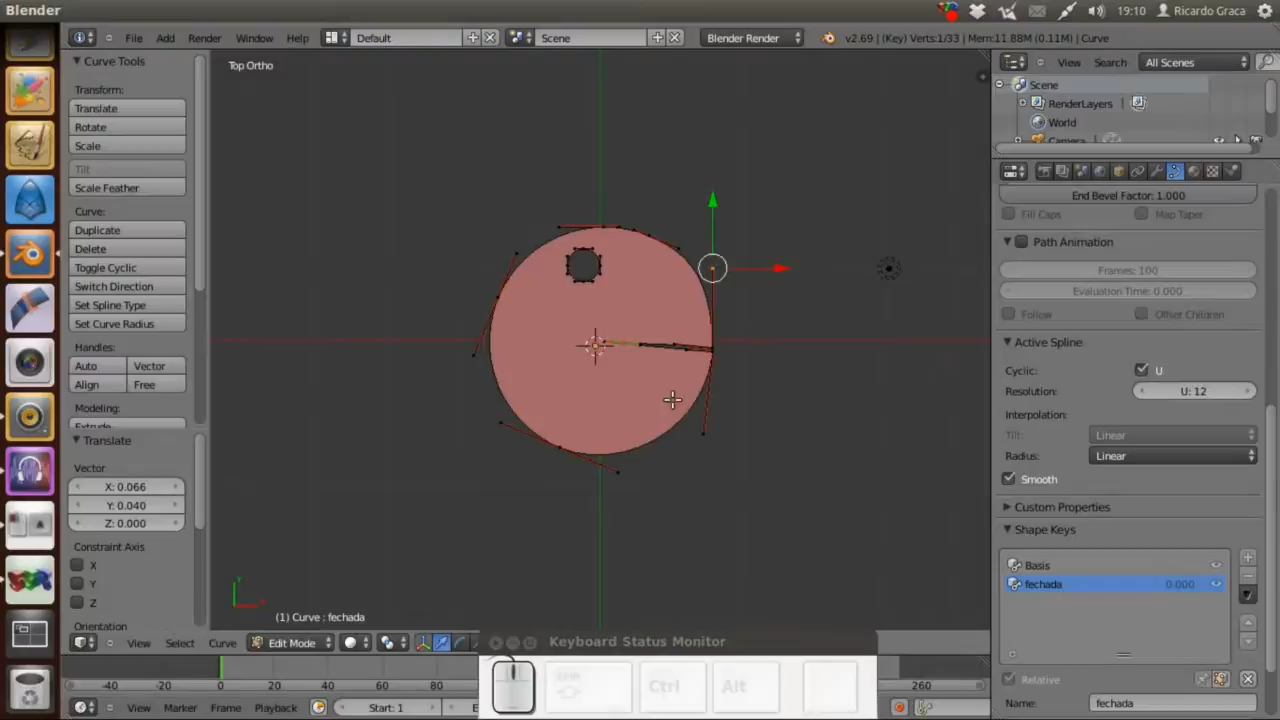 Blender
19:10 Ricardo Graca
File Add Render Window Help Default Scene Blender Render v2.69 | (Key) Verts:1/33 | Mem:11.88M (0.11M) | Curve
Curve Tools
Transform:
Translate
Rotate
Scale
Tilt
Scale Feather
Curve:
Duplicate
Delete
Toggle Cyclic
Switch Direction
Set Spline Type
Set Curve Radius
Handles:
Auto Vector
Align Free
Modeling:
Extrude
Translate
Vector
X: 0.066
Y: 0.040
Z: 0.000
Constraint Axis
X
Y
Z
Orientation
Top Ortho
(1) Curve : fechada
View Select Curve Edit Mode
Keyboard Status Monitor
Shift
Ctrl Alt
-40 -20 0 20 40 60 80 260
View Marker Frame Playback Start: 1
View Search All Scenes
Scene
RenderLayers
World
Camera
End Bevel Factor: 1.000
Fill Caps Map Taper
Path Animation
Frames: 100
Evaluation Time: 0.000
Follow Offset Children
Active Spline
Cyclic: U
Resolution: U: 12
Interpolation:
Tilt: Linear
Radius: Linear
Smooth
Custom Properties
Shape Keys
Basis
fechada 0.000
Relative
Name: fechada